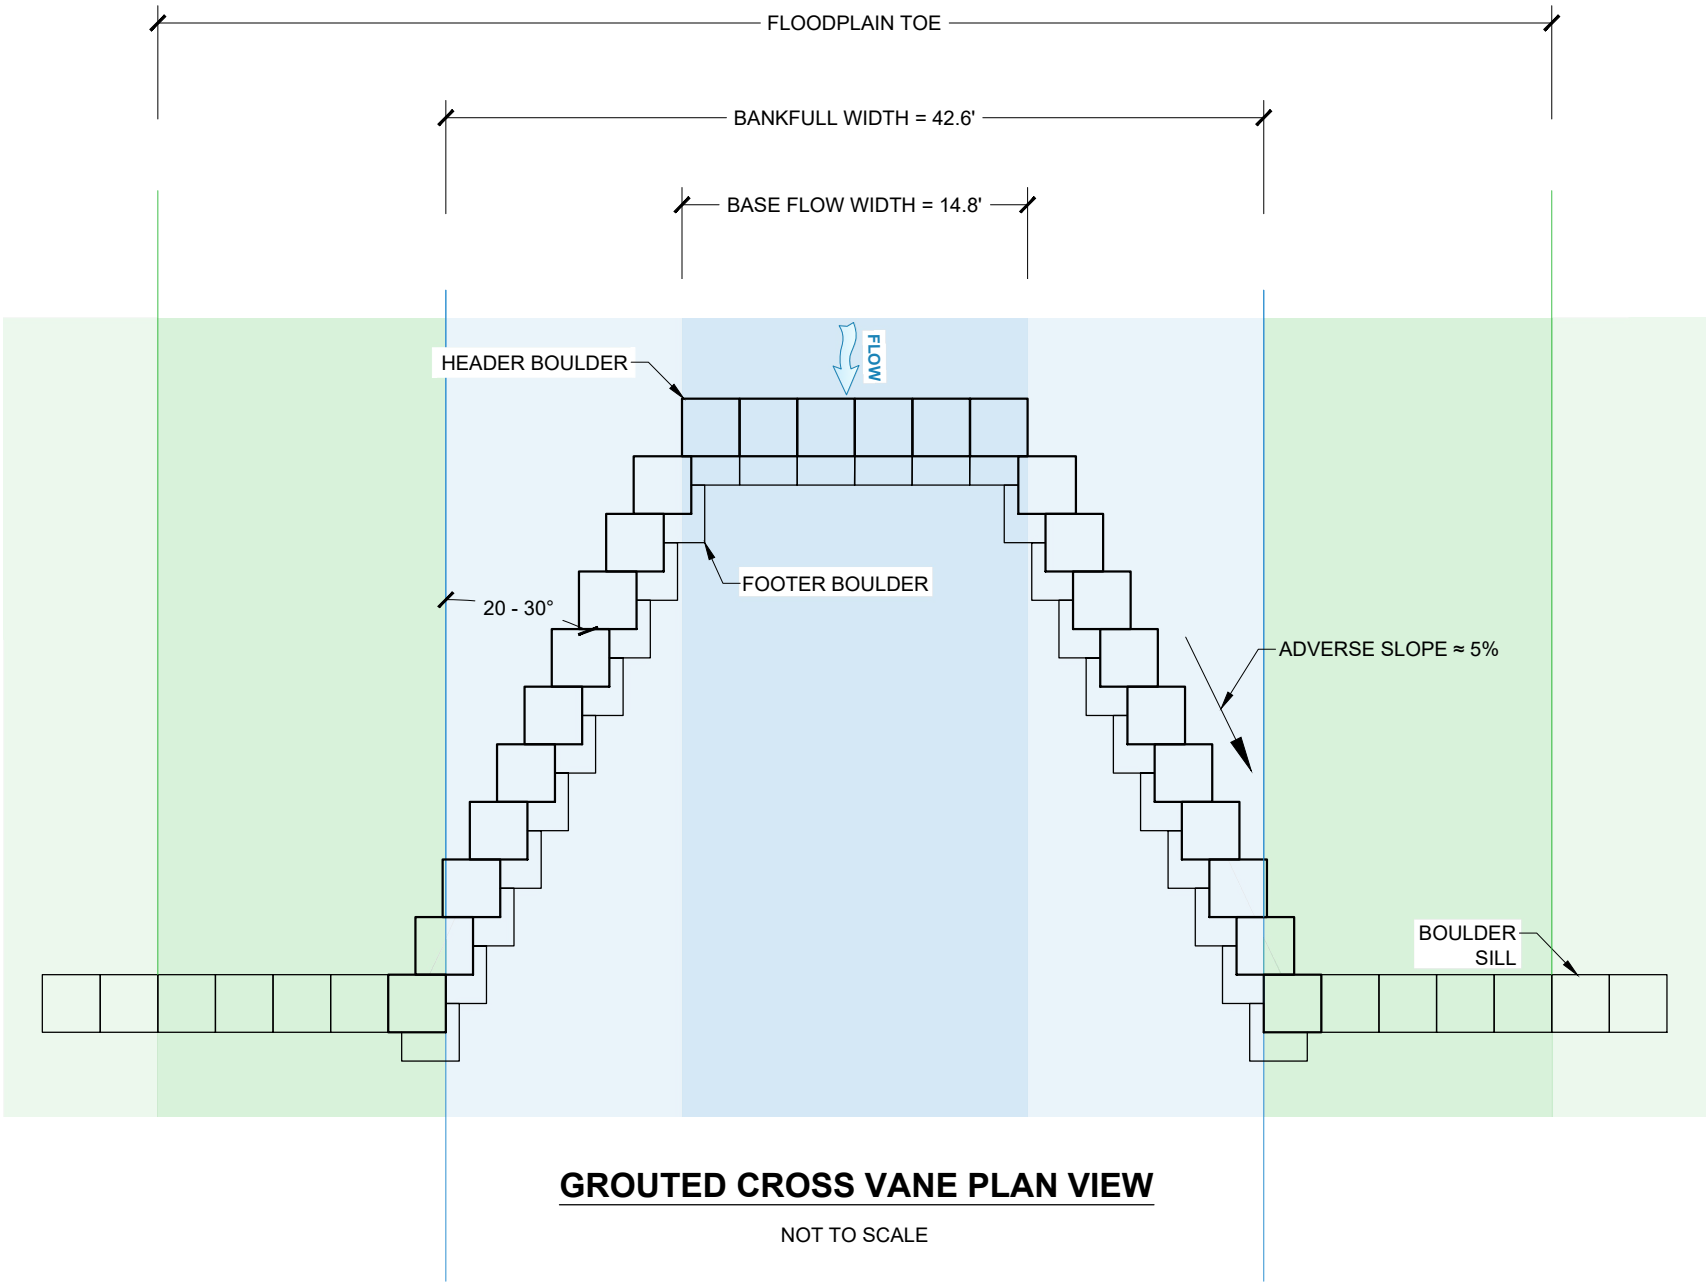 FLOODPLAIN TOE
BANKFULL WIDTH = 42.6'
BASE FLOW WIDTH = 14.8'
FLOW
HEADER BOULDER
FOOTER BOULDER
20 - 30°
ADVERSE SLOPE ≈ 5%
BOULDER
SILL
GROUTED CROSS VANE PLAN VIEW
NOT TO SCALE